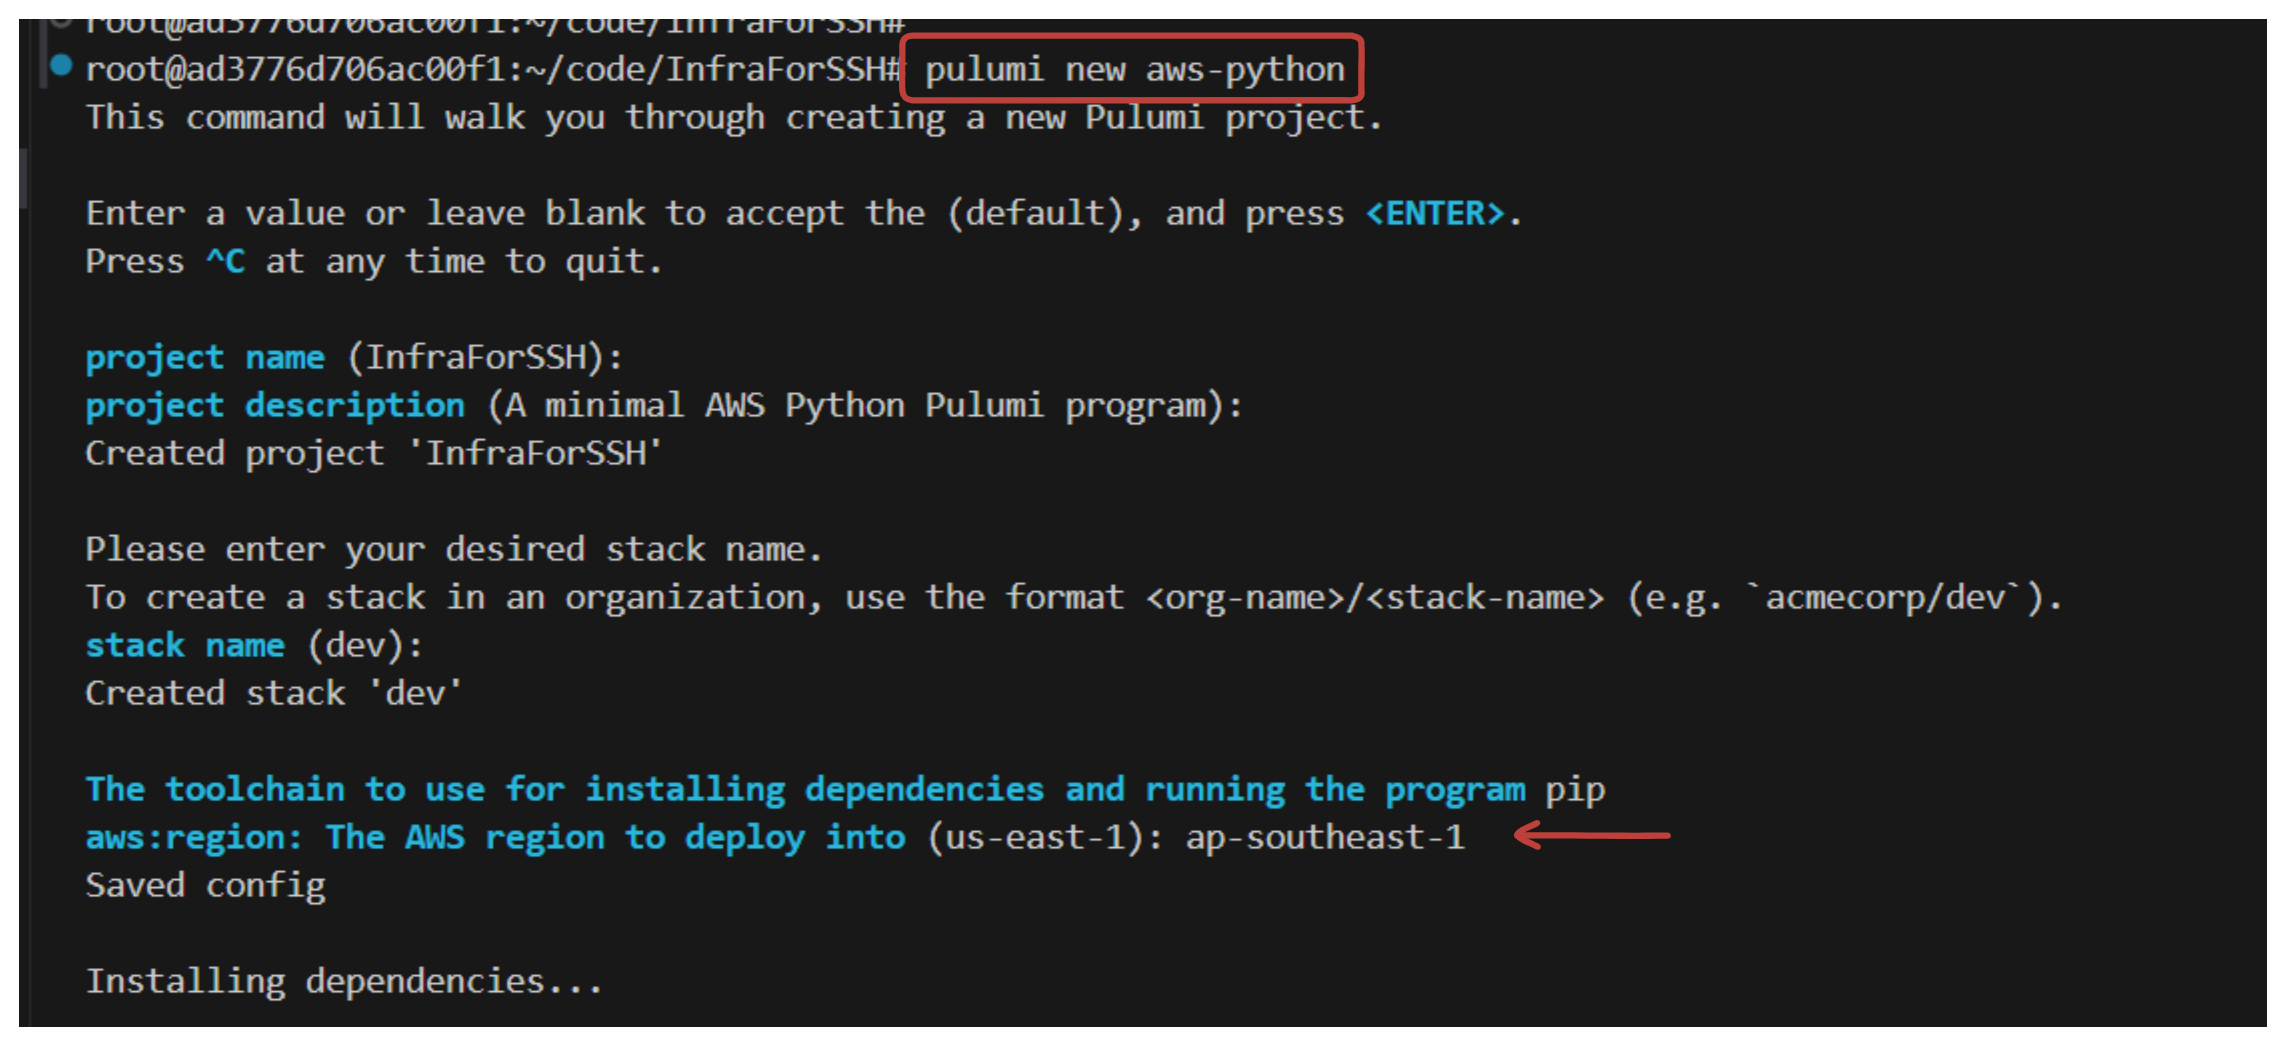 root@ad3776d706ac00f1:~/code/InfraForSSH#
root@ad3776d706ac00f1:~/code/InfraForSSH# pulumi new aws-python
This command will walk you through creating a new Pulumi project.
Enter a value or leave blank to accept the (default), and press <ENTER>.
Press ^C at any time to quit.
project name (InfraForSSH):
project description (A minimal AWS Python Pulumi program):
Created project 'InfraForSSH'
Please enter your desired stack name.
To create a stack in an organization, use the format <org-name>/<stack-name> (e.g. `acmecorp/dev`).
stack name (dev):
Created stack 'dev'
The toolchain to use for installing dependencies and running the program pip
aws:region: The AWS region to deploy into (us-east-1): ap-southeast-1
Saved config
Installing dependencies...